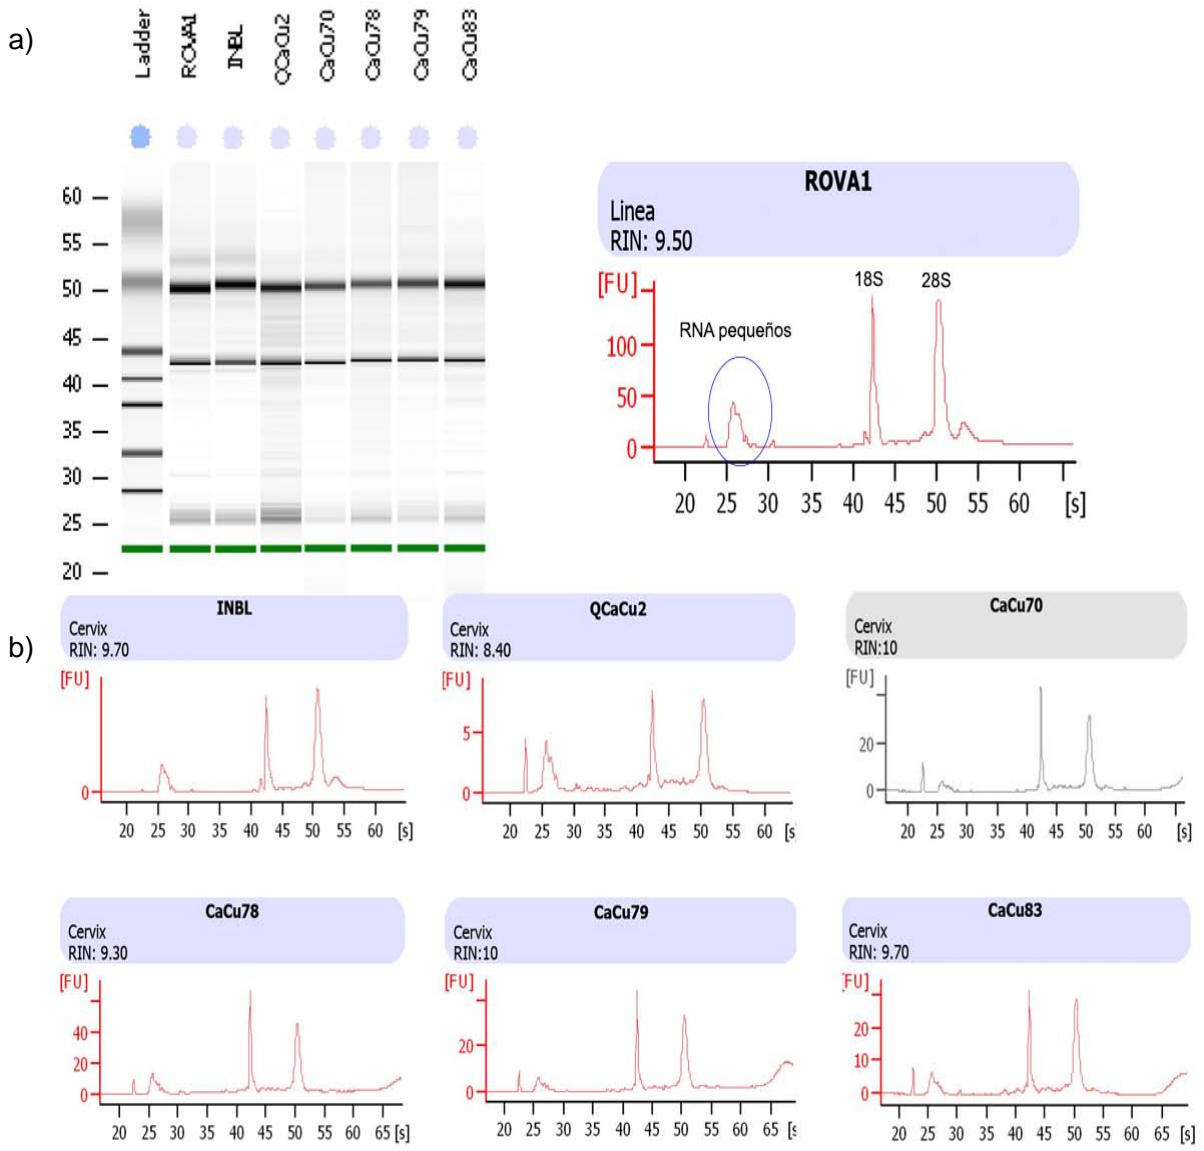 a)
Ladder
ROVA1
INBL
QCaCu2
CaCu70
CaCu78
CaCu79
CaCu83
60
55
50
45
40
35
30
25
20
ROVA1
Linea
RIN: 9.50
[FU]
18S 28S
RNA pequeños
100
50
0
20 25 30 35 40 45 50 55 60 [s]
b)
INBL
Cervix
RIN: 9.70
[FU]
0
20 25 30 35 40 45 50 55 60 [s]
QCaCu2
Cervix
RIN: 8.40
[FU]
5
0
20 25 30 35 40 45 50 55 60 [s]
CaCu70
Cervix
RIN:10
[FU]
20
0
20 25 30 35 40 45 50 55 60 [s]
CaCu78
Cervix
RIN: 9.30
[FU]
40
20
0
20 25 30 35 40 45 50 55 60 65 [s]
CaCu79
Cervix
RIN:10
[FU]
20
0
20 25 30 35 40 45 50 55 60 65 [s
CaCu83
Cervix
RIN: 9.70
[FU]
20
10
0
20 25 30 35 40 45 50 55 60 65 [s]